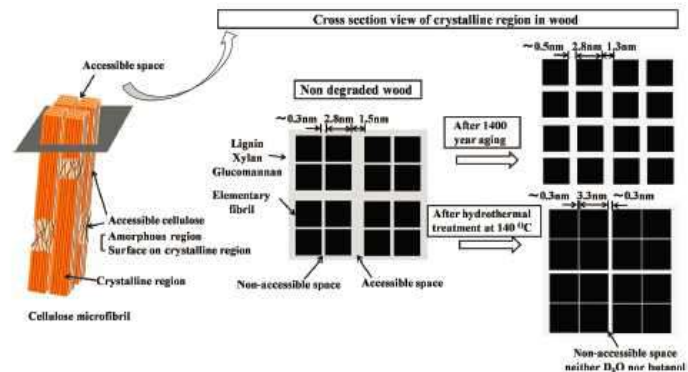 Cross section view of crystalline region in wood
Accessible space
~0.5nm 2.8nm 1.3nm
Non degraded wood
~0.3nm 2.8nm 1.5nm
After 1400
year aging
Lignin
Xylan
Glucomannan
Elementary
fibril
~0.3nm 3.3nm ~0.3nm
After hydrothermal
treatment at 140 ⁰C
Accessible cellulose
Amorphous region
Surface on crystalline region
Crystalline region
Non-accessible space
Accessible space
Cellulose microfibril
Non-accessible space
neither D₂O nor butanol